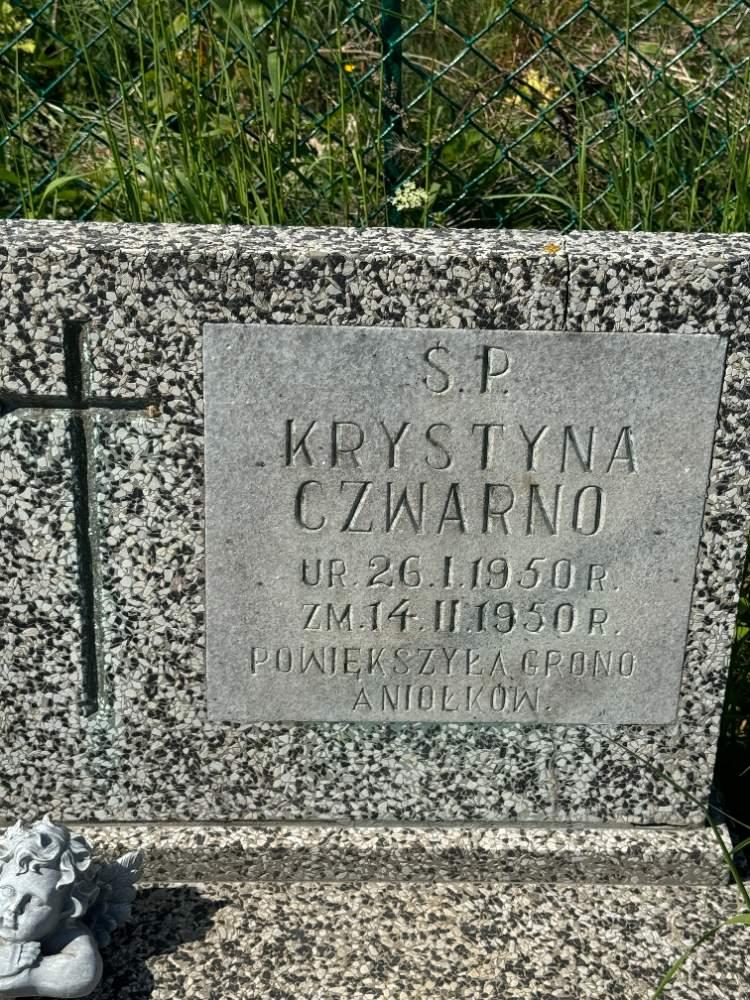 Ś.P.
KRYSTYNA
CZWARNO
UR. 26.I.1950 R.
ZM. 14.II.1950 R.
POWIĘKSZYŁA GRONO
ANIOŁKÓW.